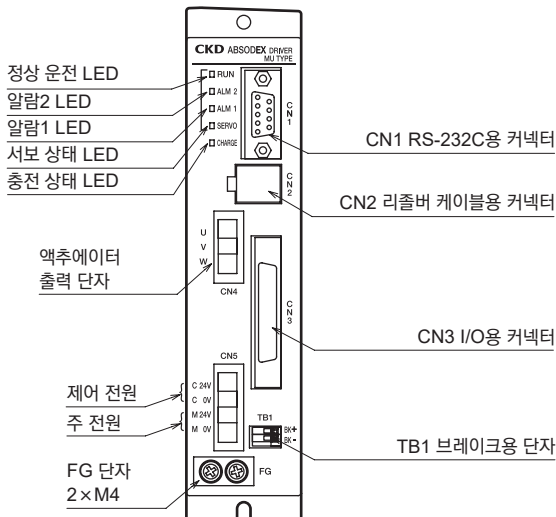 CKD ABSODEX DRIVER
MU TYPE
정상 운전 LED
알람2 LED
알람1 LED
서보 상태 LED
충전 상태 LED
RUN
ALM 2
ALM 1
SERVO
CHARGE
CN1
CN1 RS-232C용 커넥터
CN2
CN2 리졸버 케이블용 커넥터
액추에이터
출력 단자
U
V
W
CN4
CN3
CN3 I/O용 커넥터
CN5
제어 전원
주 전원
C 24V
C 0V
M 24V
M 0V
TB1
BK+
BK-
TB1 브레이크용 단자
FG 단자
2×M4
FG